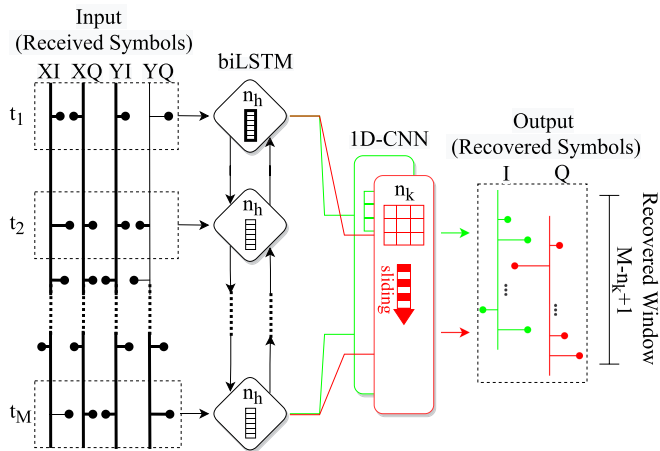 Input
(Received Symbols)
XI XQ YI YQ
biLSTM
t1
nh
1D-CNN
Output
(Recovered Symbols)
I Q
nk
t2
nh
sliding
Recovered Window
M-nk+1
tM
nh